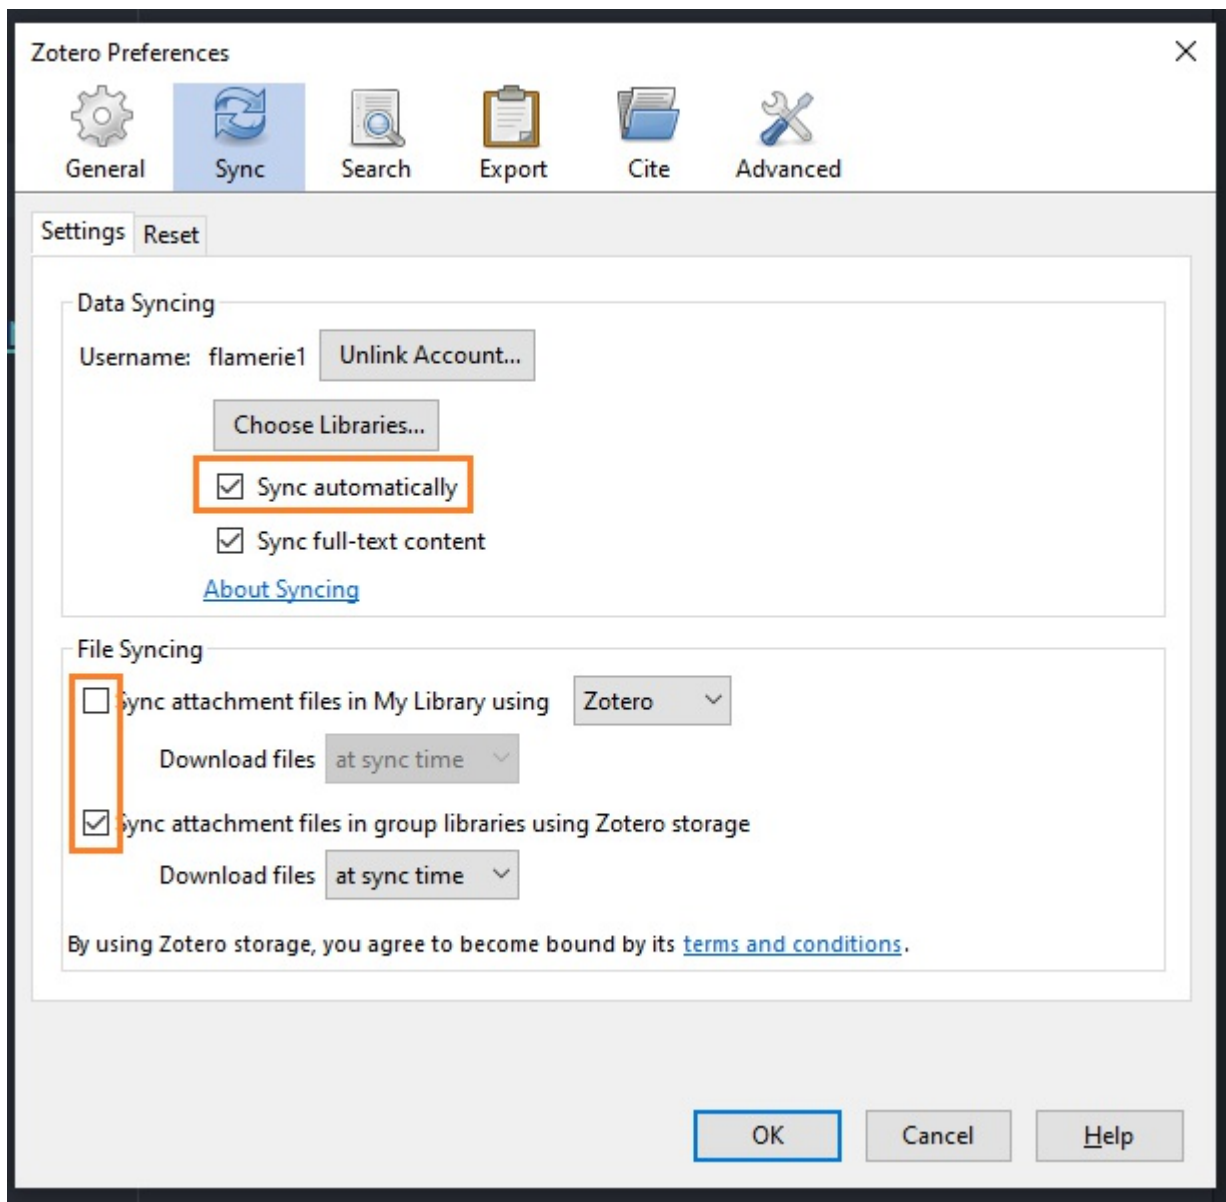 Zotero Preferences
General Sync Search Export Cite Advanced
Settings Reset
Data Syncing
Username: flamerie1 Unlink Account...
Choose Libraries...
Sync automatically
Sync full-text content
About Syncing
File Syncing
Sync attachment files in My Library using Zotero
Download files at sync time
Sync attachment files in group libraries using Zotero storage
Download files at sync time
By using Zotero storage, you agree to become bound by its terms and conditions.
OK Cancel Help